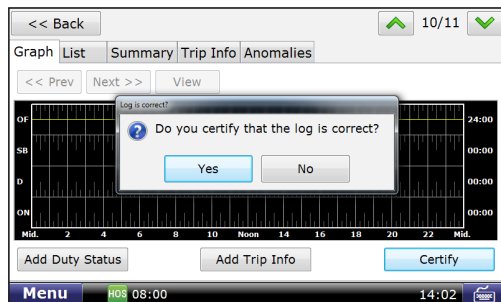 << Back
10/11
Graph List Summary Trip Info Anomalies
<< Prev Next >> View
Log is correct?
Do you certify that the log is correct?
Yes No
OF 24:00
SB 00:00
D 00:00
ON 00:00
Mid. 2 4 6 8 10 Noon 14 16 18 20 22 Mid.
Add Duty Status Add Trip Info Certify
Menu HOS 08:00 14:02